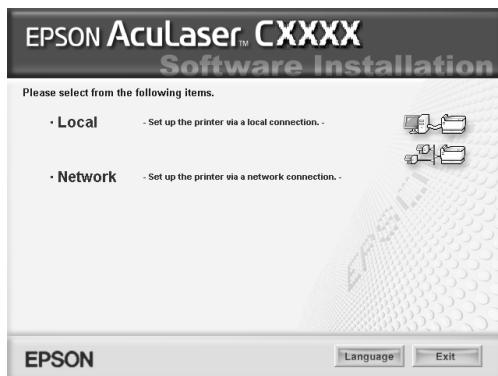 EPSON AcuLaser™ CXXXX
Software Installation
Please select from the following items.
· Local - Set up the printer via a local connection. -
· Network - Set up the printer via a network connection. -
EPSON
EPSON Language Exit